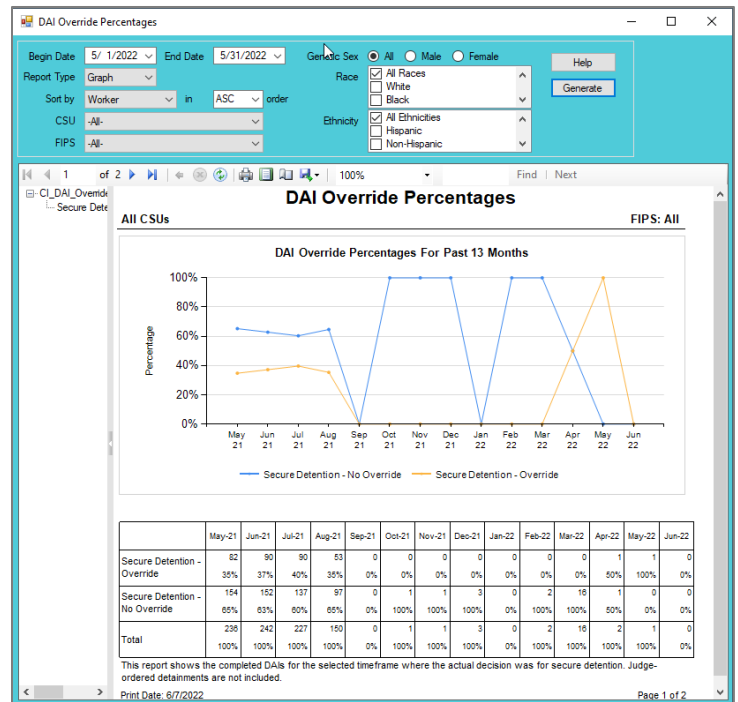 DAI Override Percentages
Begin Date 5/ 1/2022 End Date 5/31/2022 Genetic Sex All Male Female
Help
Report Type Graph Race All Races
White
Black
Generate
Sort by Worker in ASC order
CSU -All- Ethnicity All Ethnicities
Hispanic
Non-Hispanic
FIPS -All-
1 of 2 100% Find | Next
CI_DAI_Override
Secure Dete
DAI Override Percentages
All CSUs FIPS: All
DAI Override Percentages For Past 13 Months
100%
80%
60%
40%
20%
0%
Percentage
May 21 Jun 21 Jul 21 Aug 21 Sep 21 Oct 21 Nov 21 Dec 21 Jan 22 Feb 22 Mar 22 Apr 22 May 22 Jun 22
Secure Detention - No Override Secure Detention - Override
May-21 Jun-21 Jul-21 Aug-21 Sep-21 Oct-21 Nov-21 Dec-21 Jan-22 Feb-22 Mar-22 Apr-22 May-22 Jun-22
Secure Detention - Override
82 90 90 53 0 0 0 0 0 0 0 1 1 0
35% 37% 40% 35% 0% 0% 0% 0% 0% 0% 0% 50% 100% 0%
Secure Detention - No Override
154 152 137 97 0 1 1 3 0 2 16 1 0 0
65% 63% 60% 65% 0% 100% 100% 100% 0% 100% 100% 50% 0% 0%
Total
236 242 227 150 0 1 1 3 0 2 16 2 1 0
100% 100% 100% 100% 0% 100% 100% 100% 0% 100% 100% 100% 100% 0%
This report shows the completed DAIs for the selected timeframe where the actual decision was for secure detention. Judge-
ordered detainments are not included.
Print Date: 6/7/2022 Page 1 of 2